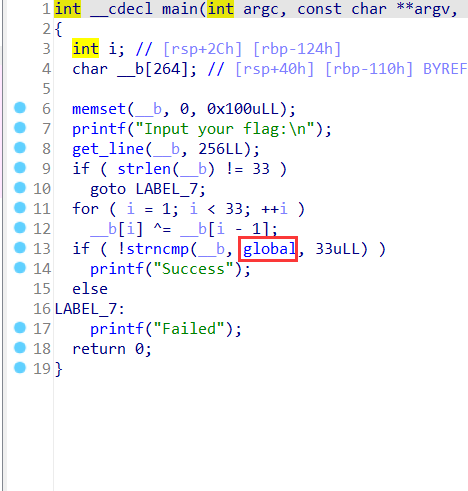 1 int __cdecl main(int argc, const char **argv,
2 {
3 int i; // [rsp+2Ch] [rbp-124h]
4 char __b[264]; // [rsp+40h] [rbp-110h] BYREF
5
6 memset(__b, 0, 0x100uLL);
7 printf("Input your flag:\n");
8 get_line(__b, 256LL);
9 if ( strlen(__b) != 33 )
10 goto LABEL_7;
11 for ( i = 1; i < 33; ++i )
12 __b[i] ^= __b[i - 1];
13 if ( !strncmp(__b, global, 33uLL) )
14 printf("Success");
15 else
16 LABEL_7:
17 printf("Failed");
18 return 0;
19 }